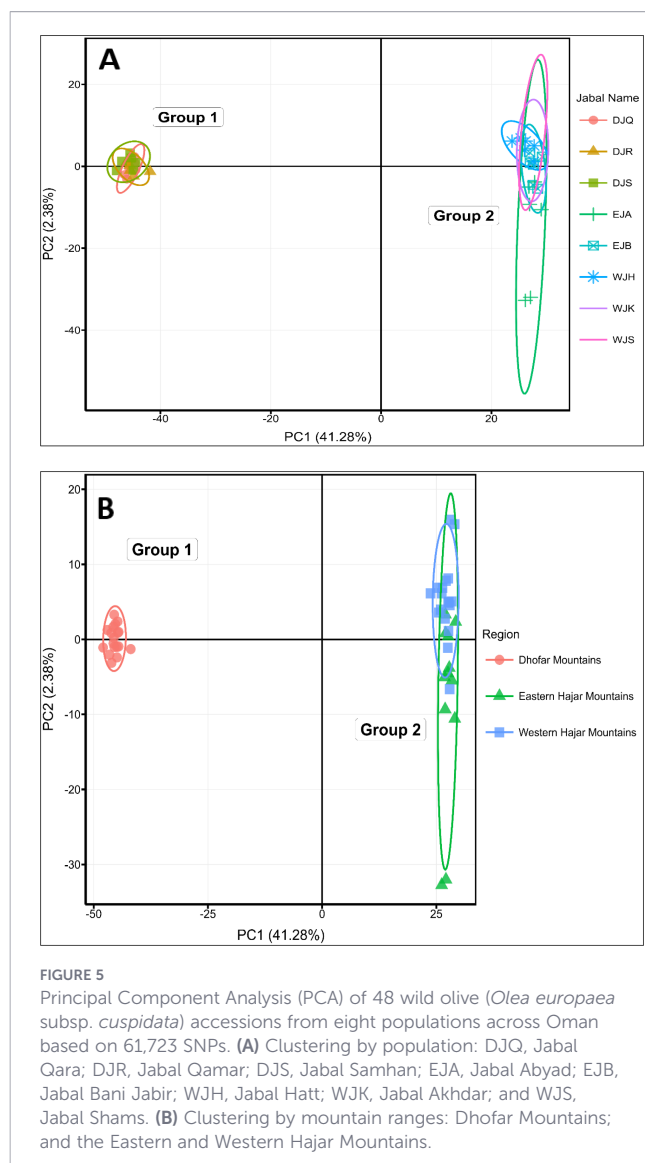 A
Group 1
Group 2
20
0
-20
-40
PC2 (2.38%)
-40
-20
0
20
PC1 (41.28%)
Jabal Name
DJQ
DJR
DJS
EJA
EJB
WJH
WJK
WJS
B
Group 1
Group 2
20
10
0
-10
-20
-30
PC2 (2.38%)
-50
-25
0
25
PC1 (41.28%)
Region
Dhofar Mountains
Eastern Hajar Mountains
Western Hajar Mountains
FIGURE 5
Principal Component Analysis (PCA) of 48 wild olive (Olea europaea
subsp. cuspidata) accessions from eight populations across Oman
based on 61,723 SNPs. (A) Clustering by population: DJQ, Jabal
Qara; DJR, Jabal Qamar; DJS, Jabal Samhan; EJA, Jabal Abyad; EJB,
Jabal Bani Jabir; WJH, Jabal Hatt; WJK, Jabal Akhdar; and WJS,
Jabal Shams. (B) Clustering by mountain ranges: Dhofar Mountains;
and the Eastern and Western Hajar Mountains.